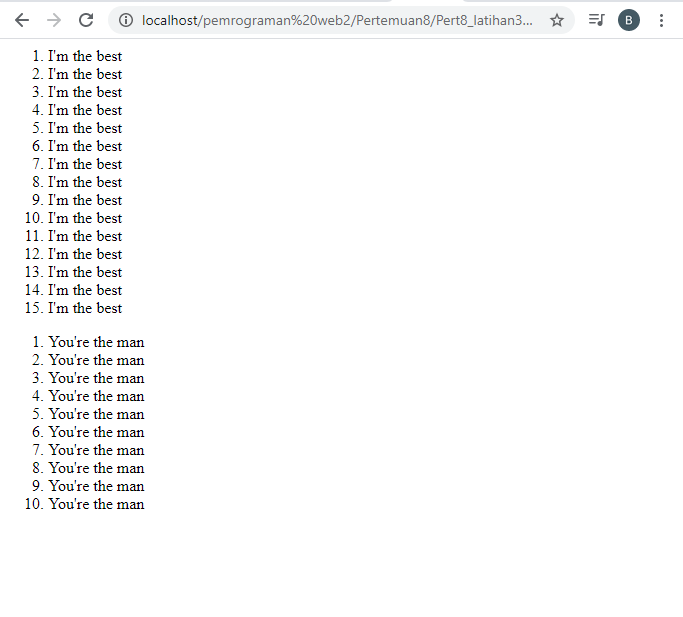 localhost/pemrograman%20web2/Pertemuan8/Pert8_latihan3... B
1. I'm the best
2. I'm the best
3. I'm the best
4. I'm the best
5. I'm the best
6. I'm the best
7. I'm the best
8. I'm the best
9. I'm the best
10. I'm the best
11. I'm the best
12. I'm the best
13. I'm the best
14. I'm the best
15. I'm the best
1. You're the man
2. You're the man
3. You're the man
4. You're the man
5. You're the man
6. You're the man
7. You're the man
8. You're the man
9. You're the man
10. You're the man